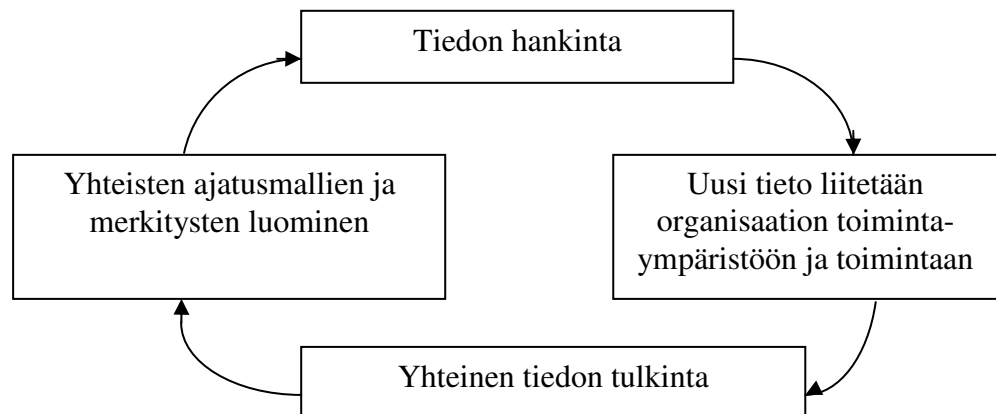 Tiedon hankinta
Yhteisten ajatusmallien ja
merkitysten luominen
Uusi tieto liitetään
organisaation toiminta-
ympäristöön ja toimintaan
Yhteinen tiedon tulkinta